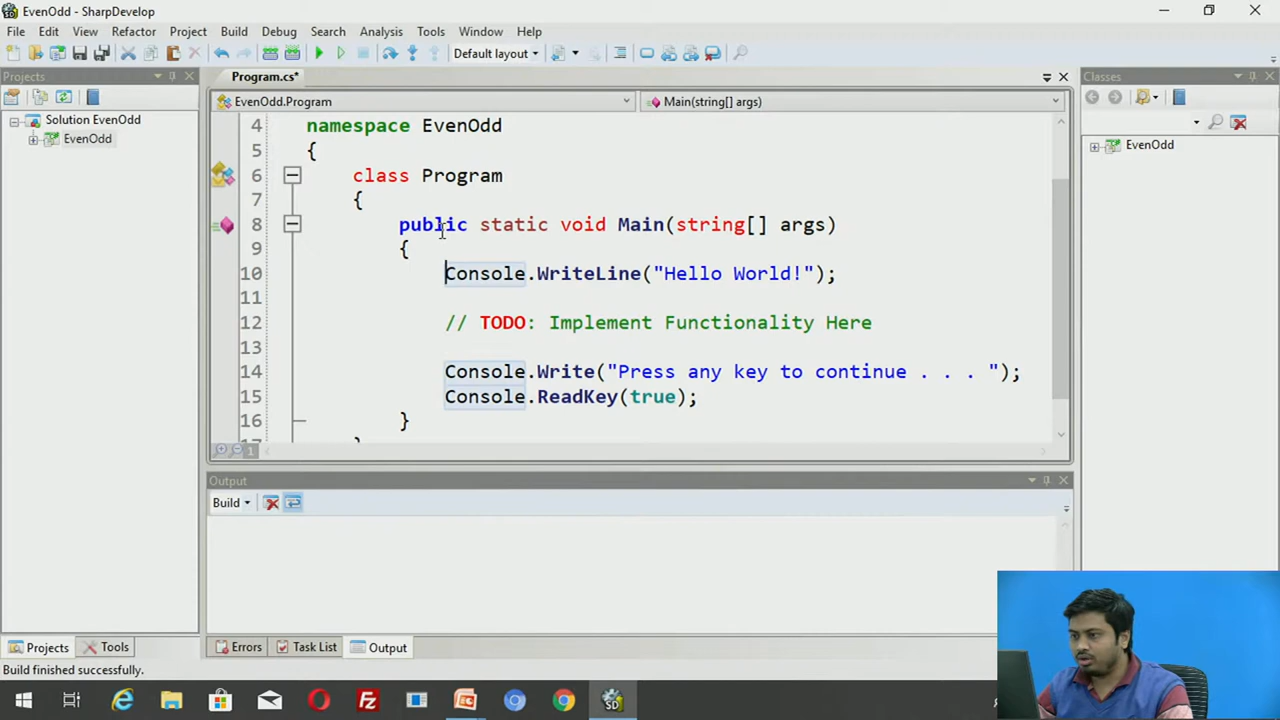 EvenOdd - SharpDevelop
File Edit View Refactor Project Build Debug Search Analysis Tools Window Help
Default layout
Projects
Program.cs*
Classes
EvenOdd.Program
Main(string[] args)
Solution EvenOdd
EvenOdd
EvenOdd
4 namespace EvenOdd
5 {
6 class Program
7 {
8 public static void Main(string[] args)
9 {
10 Console.WriteLine("Hello World!");
11
12 // TODO: Implement Functionality Here
13
14 Console.Write("Press any key to continue . . . ");
15 Console.ReadKey(true);
16 }
1
Output
Build
Projects Tools
Errors Task List Output
Build finished successfully.